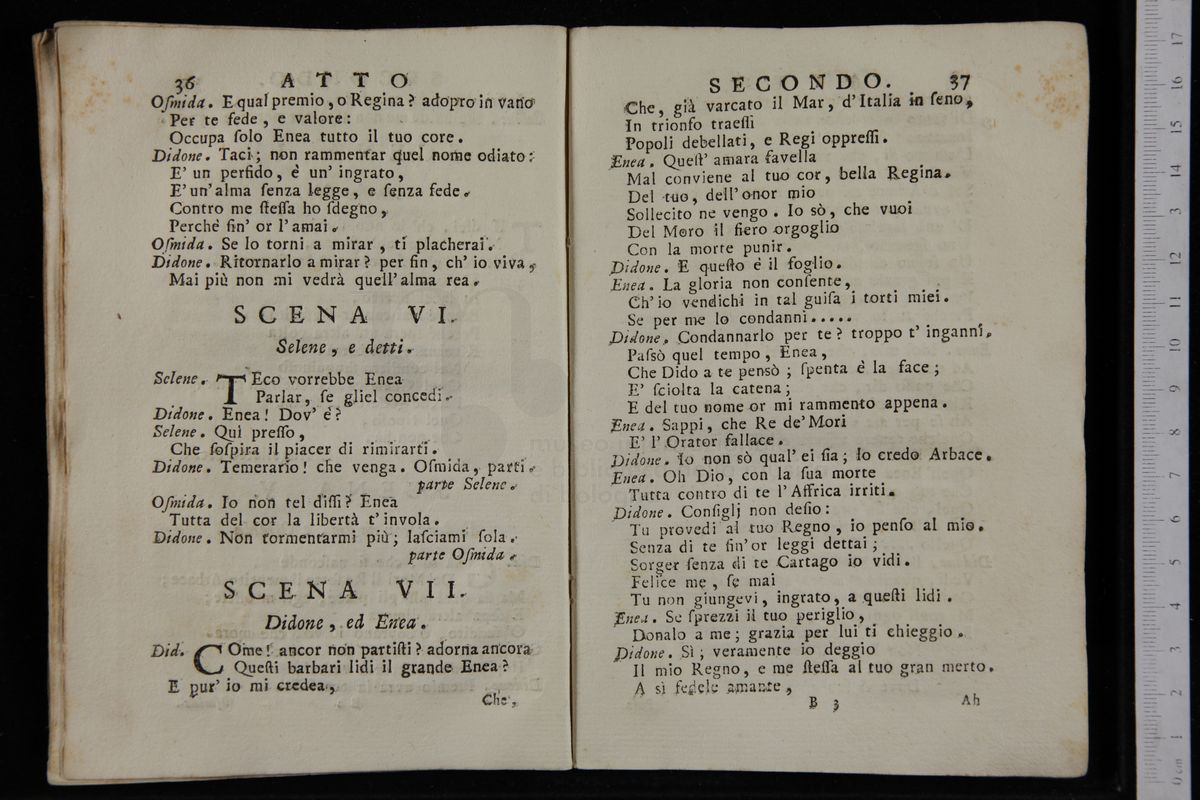 36 ATTO
Oſmida. E qual premio, o Regina? adopro in vano
Per te fede, e valore:
Occupa ſolo Enea tutto il tuo core.
Didone. Taci; non rammentar quel nome odiato:
E' un perfido, è un' ingrato,
E' un' alma ſenza legge, e ſenza fede.
Contro me ſteſſa ho ſdegno,
Perchè fin' or l' amai.
Oſmida. Se lo torni a mirar, ti placherai.
Didone. Ritornarlo a mirar? per fin, ch' io viva,
Mai più non mi vedrà quell' alma rea.
SCENA VI.
Selene, e detti.
Selene. TEco vorrebbe Enea
Parlar, ſe gliel concedi.
Didone. Enea! Dov' è?
Selene. Quì preſſo,
Che ſoſpira il piacer di rimirarti.
Didone. Temerario! che venga. Oſmida, parti.
parte Selene.
Oſmida. Io non tel diſſi? Enea
Tutta del cor la libertà t' invola.
Didone. Non tormentarmi più; laſciami ſola.
parte Oſmida.
SCENA VII.
Didone, ed Enea.
Did. COme! ancor non partiſti? adorna ancora
Queſti barbari lidi il grande Enea?
E pur' io mi credea,
Che,
SECONDO. 37
Che, già varcato il Mar, d' Italia in ſeno,
In trionfo traeſſi
Popoli debellati, e Regi oppreſſi.
Enea. Queſt' amara favella
Mal conviene al tuo cor, bella Regina.
Del tuo, dell' onor mio
Sollecito ne vengo. Io sò, che vuoi
Del Moro il fiero orgoglio
Con la morte punir.
Didone. E queſto è il foglio.
Enea. La gloria non conſente,
Ch' io vendichi in tal guiſa i torti miei.
Se per me lo condanni.....
Didone. Condannarlo per te? troppo t' inganni.
Paſsò quel tempo, Enea,
Che Dido a te pensò; ſpenta è la face;
E' ſciolta la catena;
E del tuo nome or mi rammento appena.
Enea. Sappi, che Re de' Mori
E' l' Orator fallace.
Didone. Io non sò qual' ei ſia; lo credo Arbace.
Enea. Oh Dio, con la ſua morte
Tutta contro di te l' Affrica irriti.
Didone. Conſiglj non deſio:
Tu provedi al tuo Regno, io penſo al mio.
Senza di te fin' or leggi dettai;
Sorger ſenza di te Cartago io vidi.
Felice me, ſe mai
Tu non giungevi, ingrato, a queſti lidi.
Enea. Se ſprezzi il tuo periglio,
Donalo a me; grazia per lui ti chieggio.
Didone. Sì; veramente io deggio
Il mio Regno, e me ſteſſa al tuo gran merto.
A sì fedele amante,
B 3 Ah